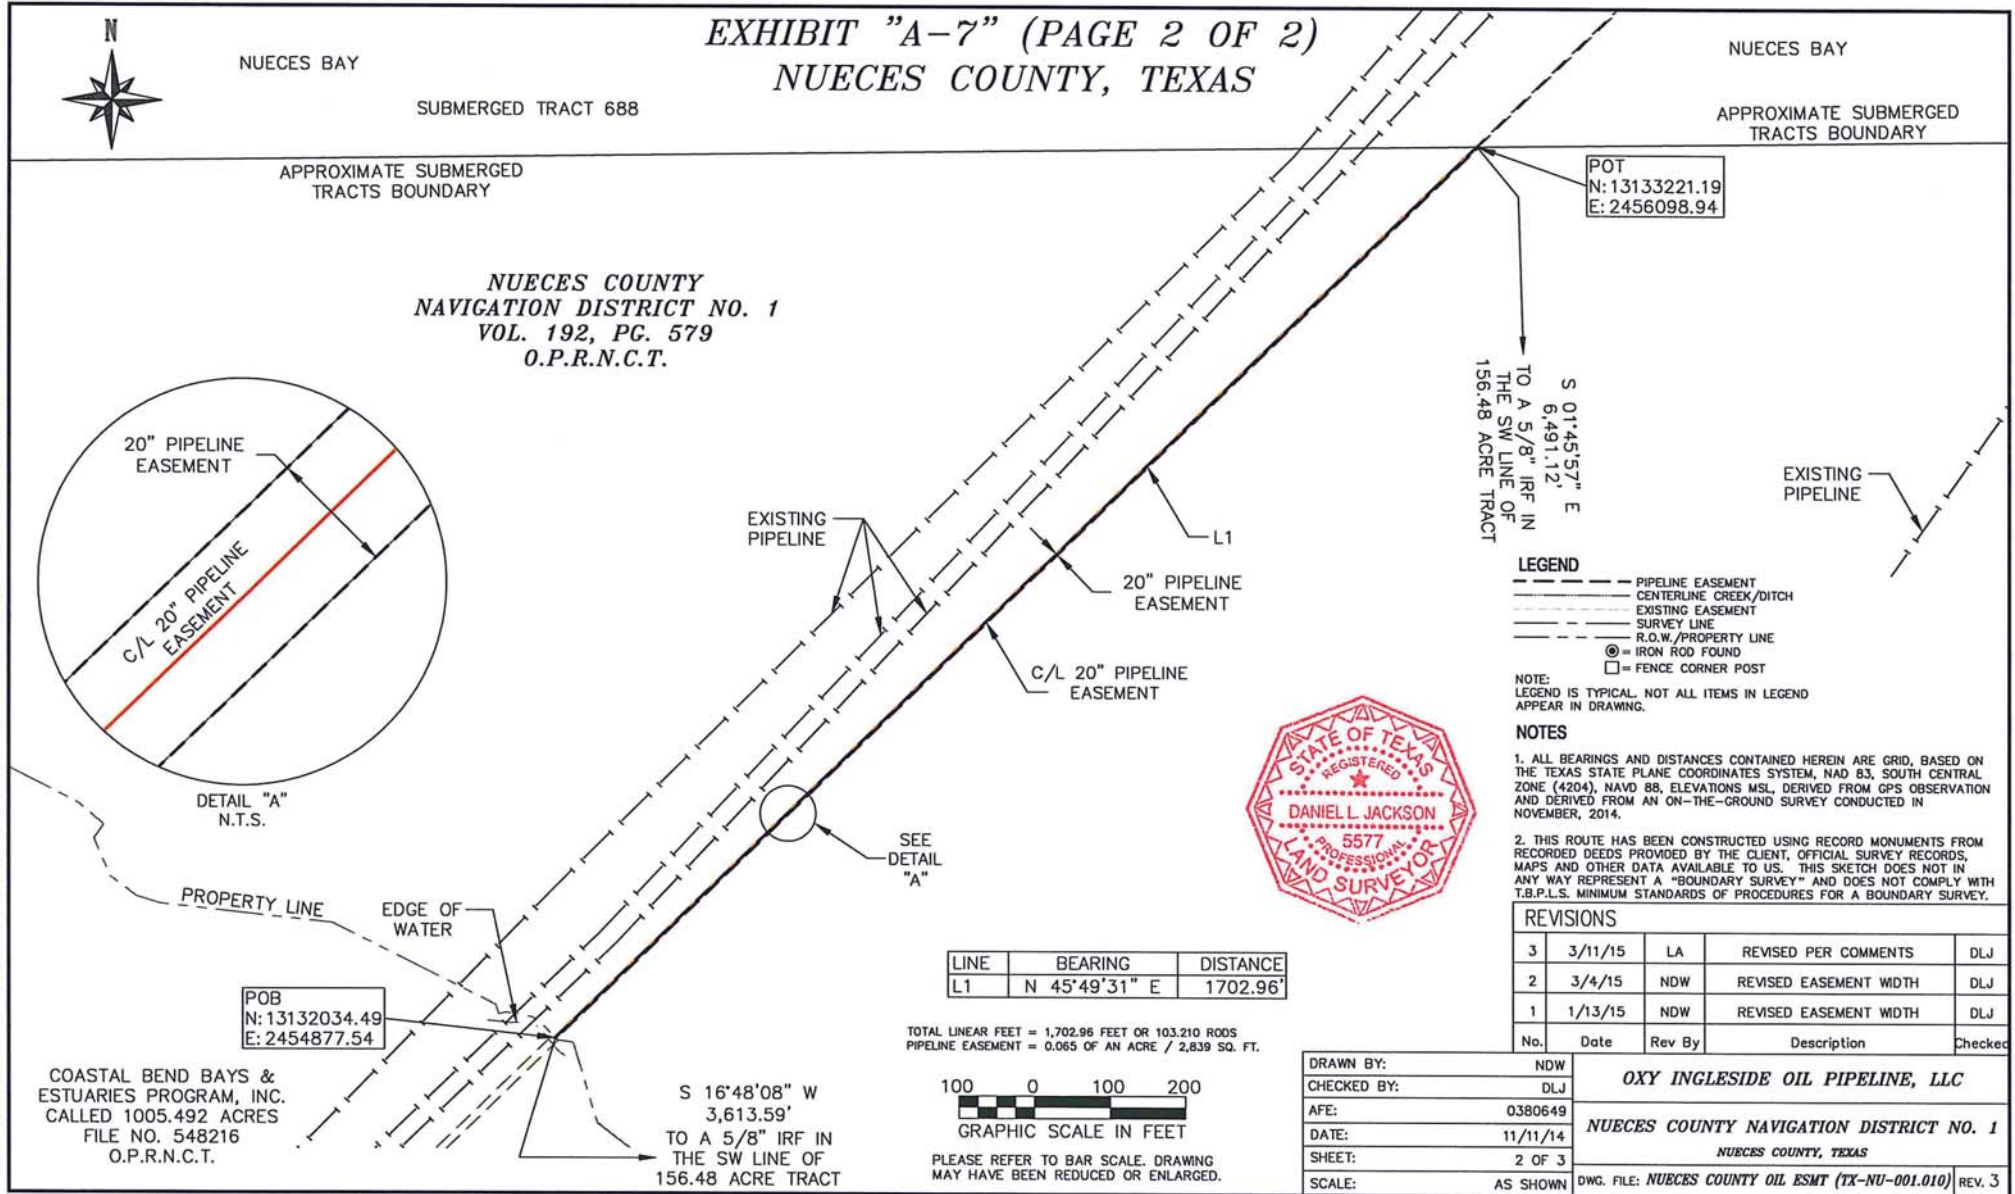 EXHIBIT "A-7" (PAGE 2 OF 2)
NUECES COUNTY, TEXAS
N
NUECES BAY
SUBMERGED TRACT 688
NUECES BAY
APPROXIMATE SUBMERGED
TRACTS BOUNDARY
APPROXIMATE SUBMERGED
TRACTS BOUNDARY
POT
N: 13133221.19
E: 2456098.94
NUECES COUNTY
NAVIGATION DISTRICT NO. 1
VOL. 192, PG. 579
O.P.R.N.C.T.
S 01°45'57" E
6,491.12'
TO A 5/8" IRF IN
THE SW LINE OF
156.48 ACRE TRACT
20" PIPELINE
EASEMENT
C/L 20" PIPELINE
EASEMENT
DETAIL "A"
N.T.S.
EXISTING
PIPELINE
L1
20" PIPELINE
EASEMENT
C/L 20" PIPELINE
EASEMENT
EXISTING
PIPELINE
SEE
DETAIL
"A"
PROPERTY LINE
EDGE OF
WATER
POB
N: 13132034.49
E: 2454877.54
COASTAL BEND BAYS &
ESTUARIES PROGRAM, INC.
CALLED 1005.492 ACRES
FILE NO. 548216
O.P.R.N.C.T.
S 16°48'08" W
3,613.59'
TO A 5/8" IRF IN
THE SW LINE OF
156.48 ACRE TRACT
LINE BEARING DISTANCE
L1 N 45°49'31" E 1702.96'
TOTAL LINEAR FEET = 1,702.96 FEET OR 103.210 RODS
PIPELINE EASEMENT = 0.065 OF AN ACRE / 2,839 SQ. FT.
100 0 100 200
GRAPHIC SCALE IN FEET
PLEASE REFER TO BAR SCALE. DRAWING
MAY HAVE BEEN REDUCED OR ENLARGED.
STATE OF TEXAS
REGISTERED
DANIEL L. JACKSON
5577
PROFESSIONAL
LAND SURVEYOR
LEGEND
PIPELINE EASEMENT
CENTERLINE CREEK/DITCH
EXISTING EASEMENT
SURVEY LINE
R.O.W./PROPERTY LINE
= IRON ROD FOUND
= FENCE CORNER POST
NOTE:
LEGEND IS TYPICAL. NOT ALL ITEMS IN LEGEND
APPEAR IN DRAWING.
NOTES
1. ALL BEARINGS AND DISTANCES CONTAINED HEREIN ARE GRID, BASED ON
THE TEXAS STATE PLANE COORDINATES SYSTEM, NAD 83, SOUTH CENTRAL
ZONE (4204), NAVD 88, ELEVATIONS MSL, DERIVED FROM GPS OBSERVATION
AND DERIVED FROM AN ON-THE-GROUND SURVEY CONDUCTED IN
NOVEMBER, 2014.
2. THIS ROUTE HAS BEEN CONSTRUCTED USING RECORD MONUMENTS FROM
RECORDED DEEDS PROVIDED BY THE CLIENT, OFFICIAL SURVEY RECORDS,
MAPS AND OTHER DATA AVAILABLE TO US. THIS SKETCH DOES NOT IN
ANY WAY REPRESENT A "BOUNDARY SURVEY" AND DOES NOT COMPLY WITH
T.B.P.L.S. MINIMUM STANDARDS OF PROCEDURES FOR A BOUNDARY SURVEY.
REVISIONS
3 3/11/15 LA REVISED PER COMMENTS DLJ
2 3/4/15 NDW REVISED EASEMENT WIDTH DLJ
1 1/13/15 NDW REVISED EASEMENT WIDTH DLJ
No. Date Rev By Description Checked
DRAWN BY: NDW
CHECKED BY: DLJ
AFE: 0380649
DATE: 11/11/14
SHEET: 2 OF 3
SCALE: AS SHOWN
OXY INGLESIDE OIL PIPELINE, LLC
NUECES COUNTY NAVIGATION DISTRICT NO. 1
NUECES COUNTY, TEXAS
DWG. FILE: NUECES COUNTY OIL ESMT (TX-NU-001.010) REV. 3